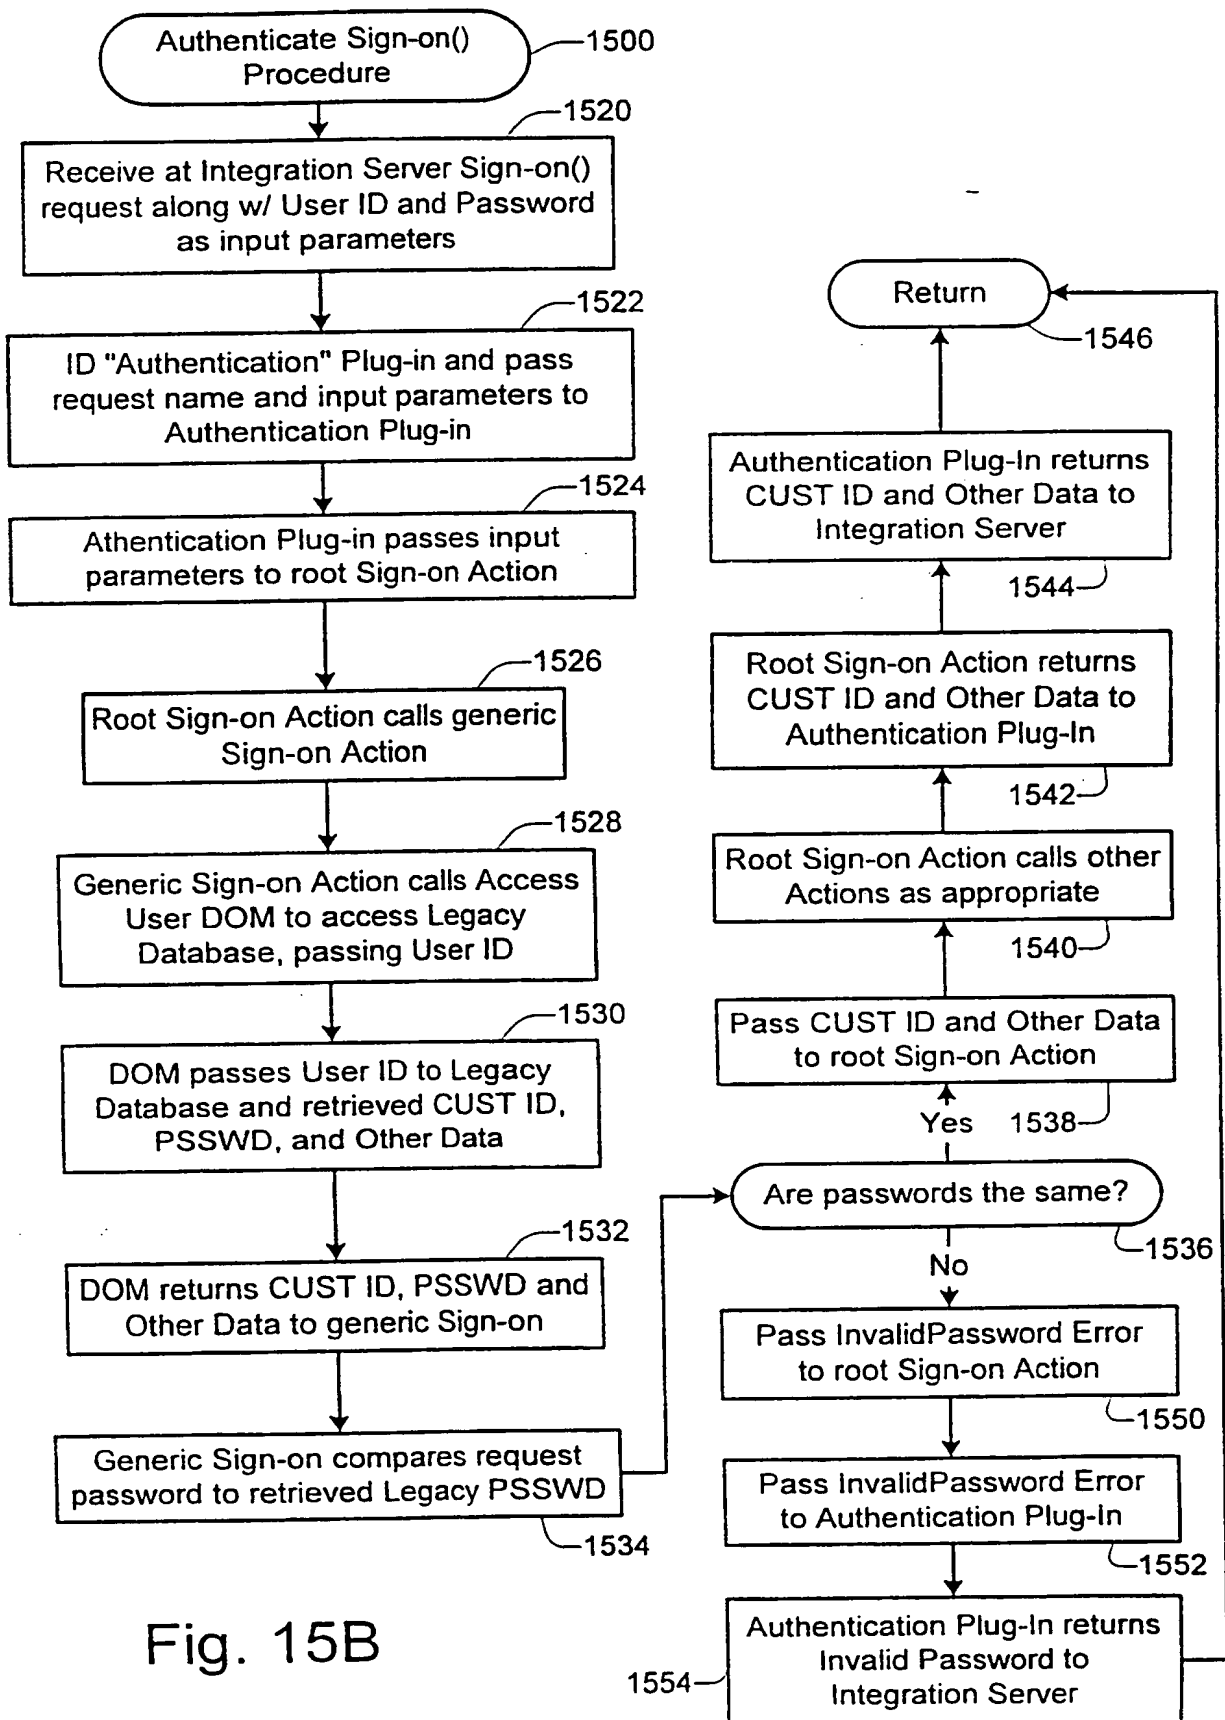 Authenticate Sign-on()
Procedure
1500
1520
Receive at Integration Server Sign-on()
request along w/ User ID and Password
as input parameters
1522
ID "Authentication" Plug-in and pass
request name and input parameters to
Authentication Plug-in
1524
Athentication Plug-in passes input
parameters to root Sign-on Action
1526
Root Sign-on Action calls generic
Sign-on Action
1528
Generic Sign-on Action calls Access
User DOM to access Legacy
Database, passing User ID
1530
DOM passes User ID to Legacy
Database and retrieved CUST ID,
PSSWD, and Other Data
1532
DOM returns CUST ID, PSSWD and
Other Data to generic Sign-on
Generic Sign-on compares request
password to retrieved Legacy PSSWD
1534
Are passwords the same?
1536
Yes
1538
Pass CUST ID and Other Data
to root Sign-on Action
1540
Root Sign-on Action calls other
Actions as appropriate
1542
Root Sign-on Action returns
CUST ID and Other Data to
Authentication Plug-In
1544
Authentication Plug-In returns
CUST ID and Other Data to
Integration Server
Return
1546
No
Pass InvalidPassword Error
to root Sign-on Action
1550
Pass InvalidPassword Error
to Authentication Plug-In
1552
Authentication Plug-In returns
Invalid Password to
Integration Server
1554
Fig. 15B